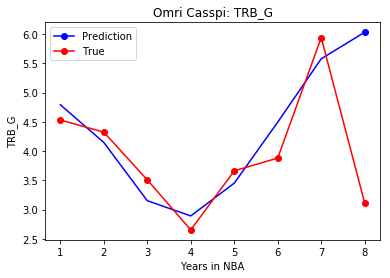 Omri Casspi: TRB_G
Prediction
True
6.0
5.5
5.0
4.5
4.0
3.5
3.0
2.5
TRB_G
1 2 3 4 5 6 7 8
Years in NBA